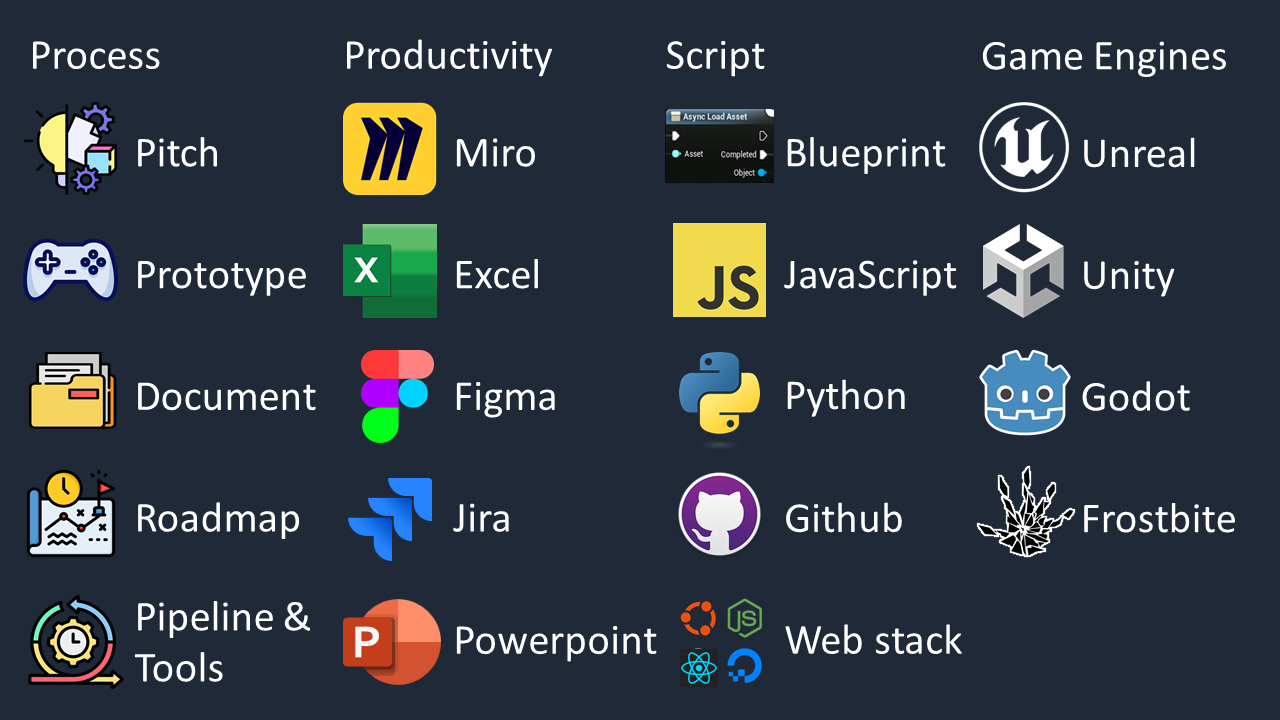 Process
Productivity
Script
Game Engines
Pitch
Miro
Async Load Asset
Asset
Completed
Object
Blueprint
Unreal
Prototype
X
Excel
JS
JavaScript
Unity
Document
Figma
Python
Godot
Roadmap
Jira
Github
Frostbite
Pipeline &
Tools
P
Powerpoint
JS
Web stack